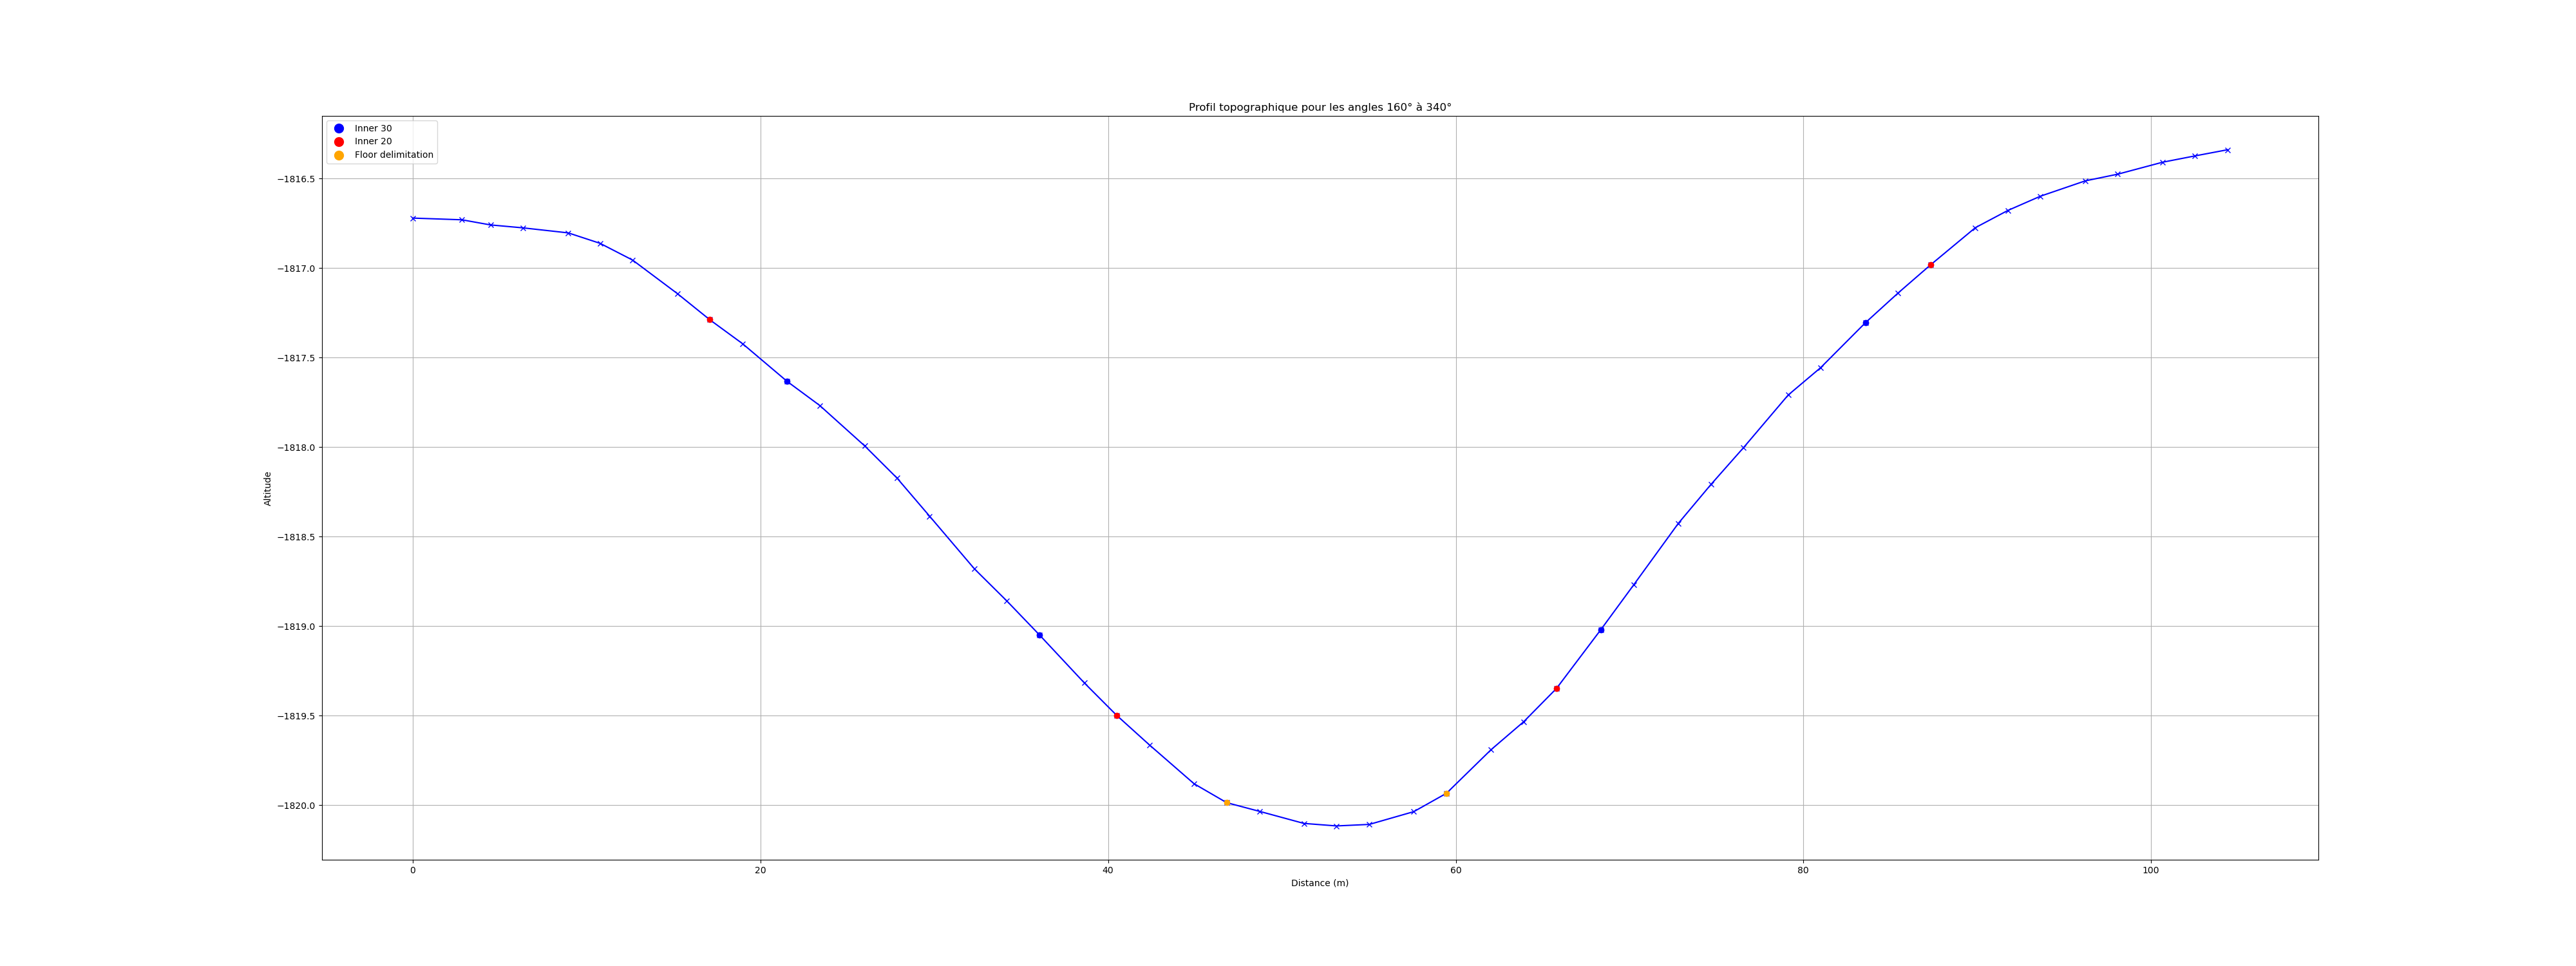 Profil topographique pour les angles 160° à 340°
Inner 30
Inner 20
Floor delimitation
−1816.5
−1817.0
−1817.5
−1818.0
−1818.5
−1819.0
−1819.5
−1820.0
Altitude
0 20 40 60 80 100
Distance (m)